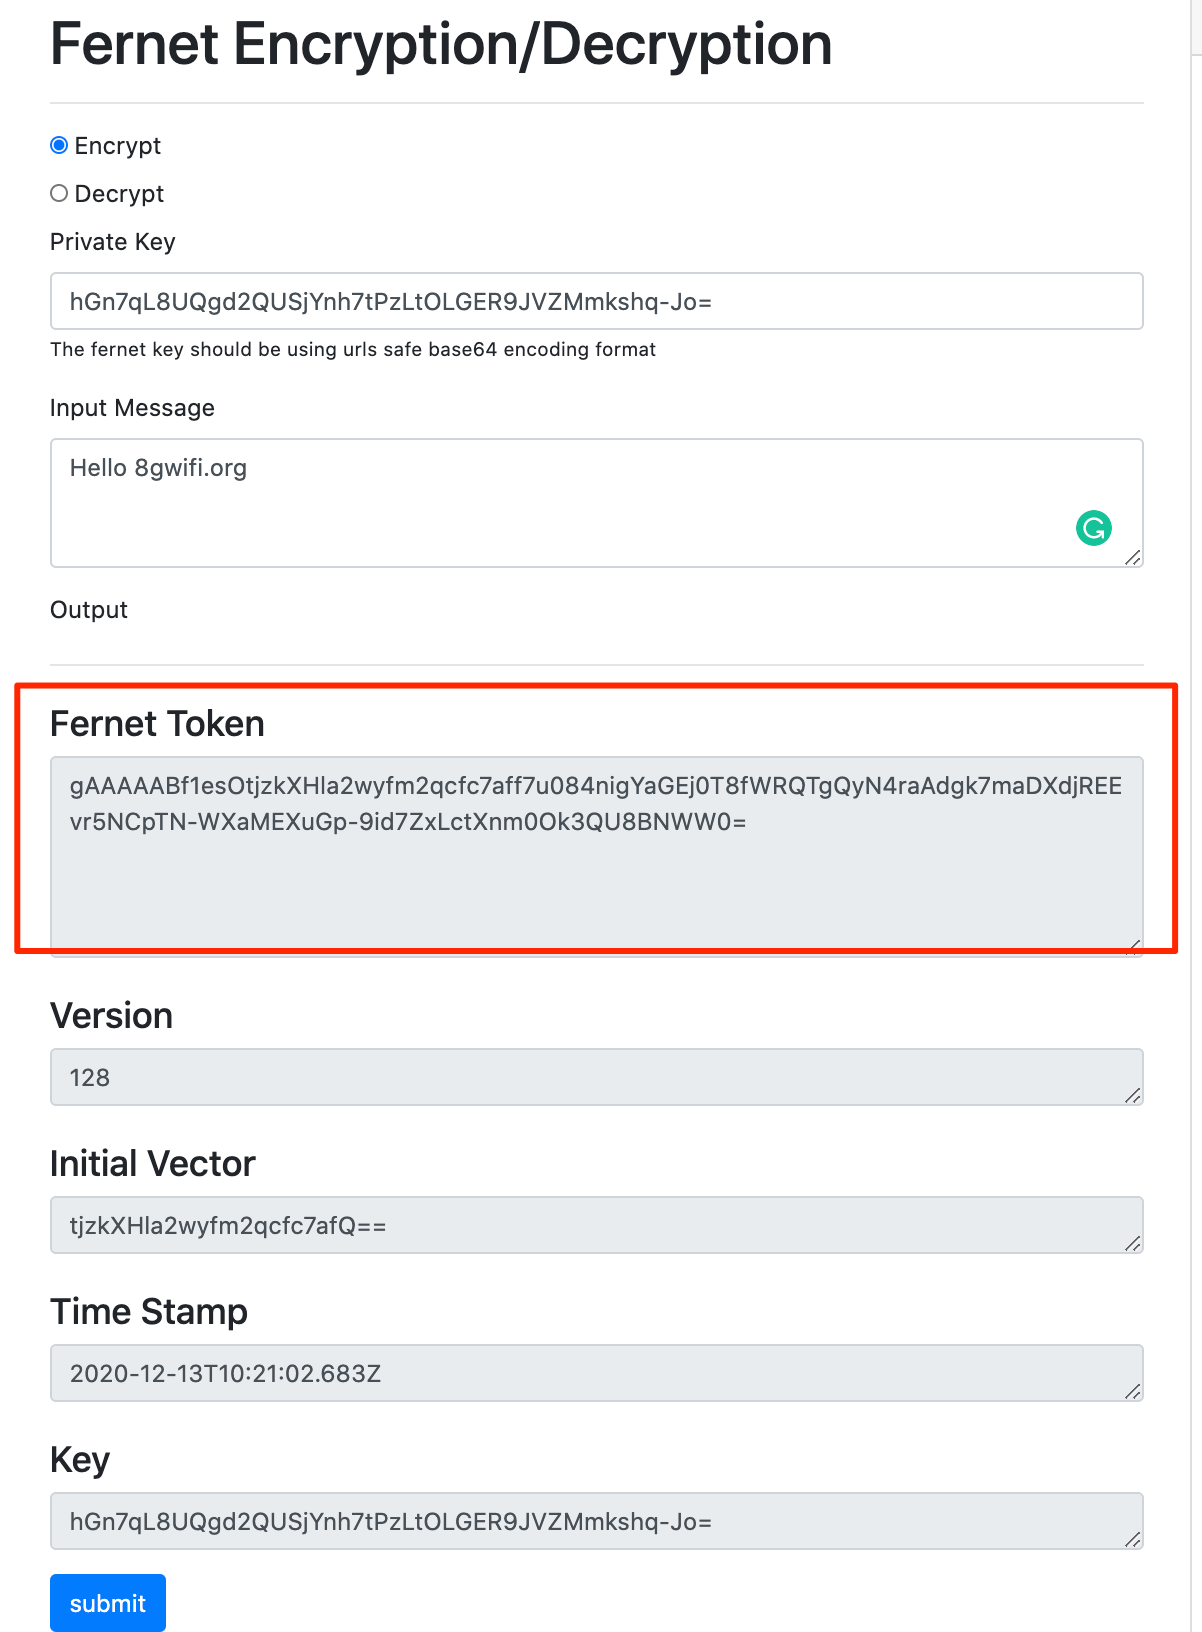 Fernet Encryption/Decryption
Encrypt
Decrypt
Private Key
hGn7qL8UQgd2QUSjYnh7tPzLtOLGER9JVZMmkshq-Jo=
The fernet key should be using urls safe base64 encoding format
Input Message
Hello 8gwifi.org
Output
Fernet Token
gAAAAABf1esOtjzkXHla2wyfm2qcfc7aff7u084nigYaGEj0T8fWRQTgQyN4raAdgk7maDXdjREE
vr5NCpTN-WXaMEXuGp-9id7ZxLctXnm0Ok3QU8BNWW0=
Version
128
Initial Vector
tjzkXHla2wyfm2qcfc7afQ==
Time Stamp
2020-12-13T10:21:02.683Z
Key
hGn7qL8UQgd2QUSjYnh7tPzLtOLGER9JVZMmkshq-Jo=
submit